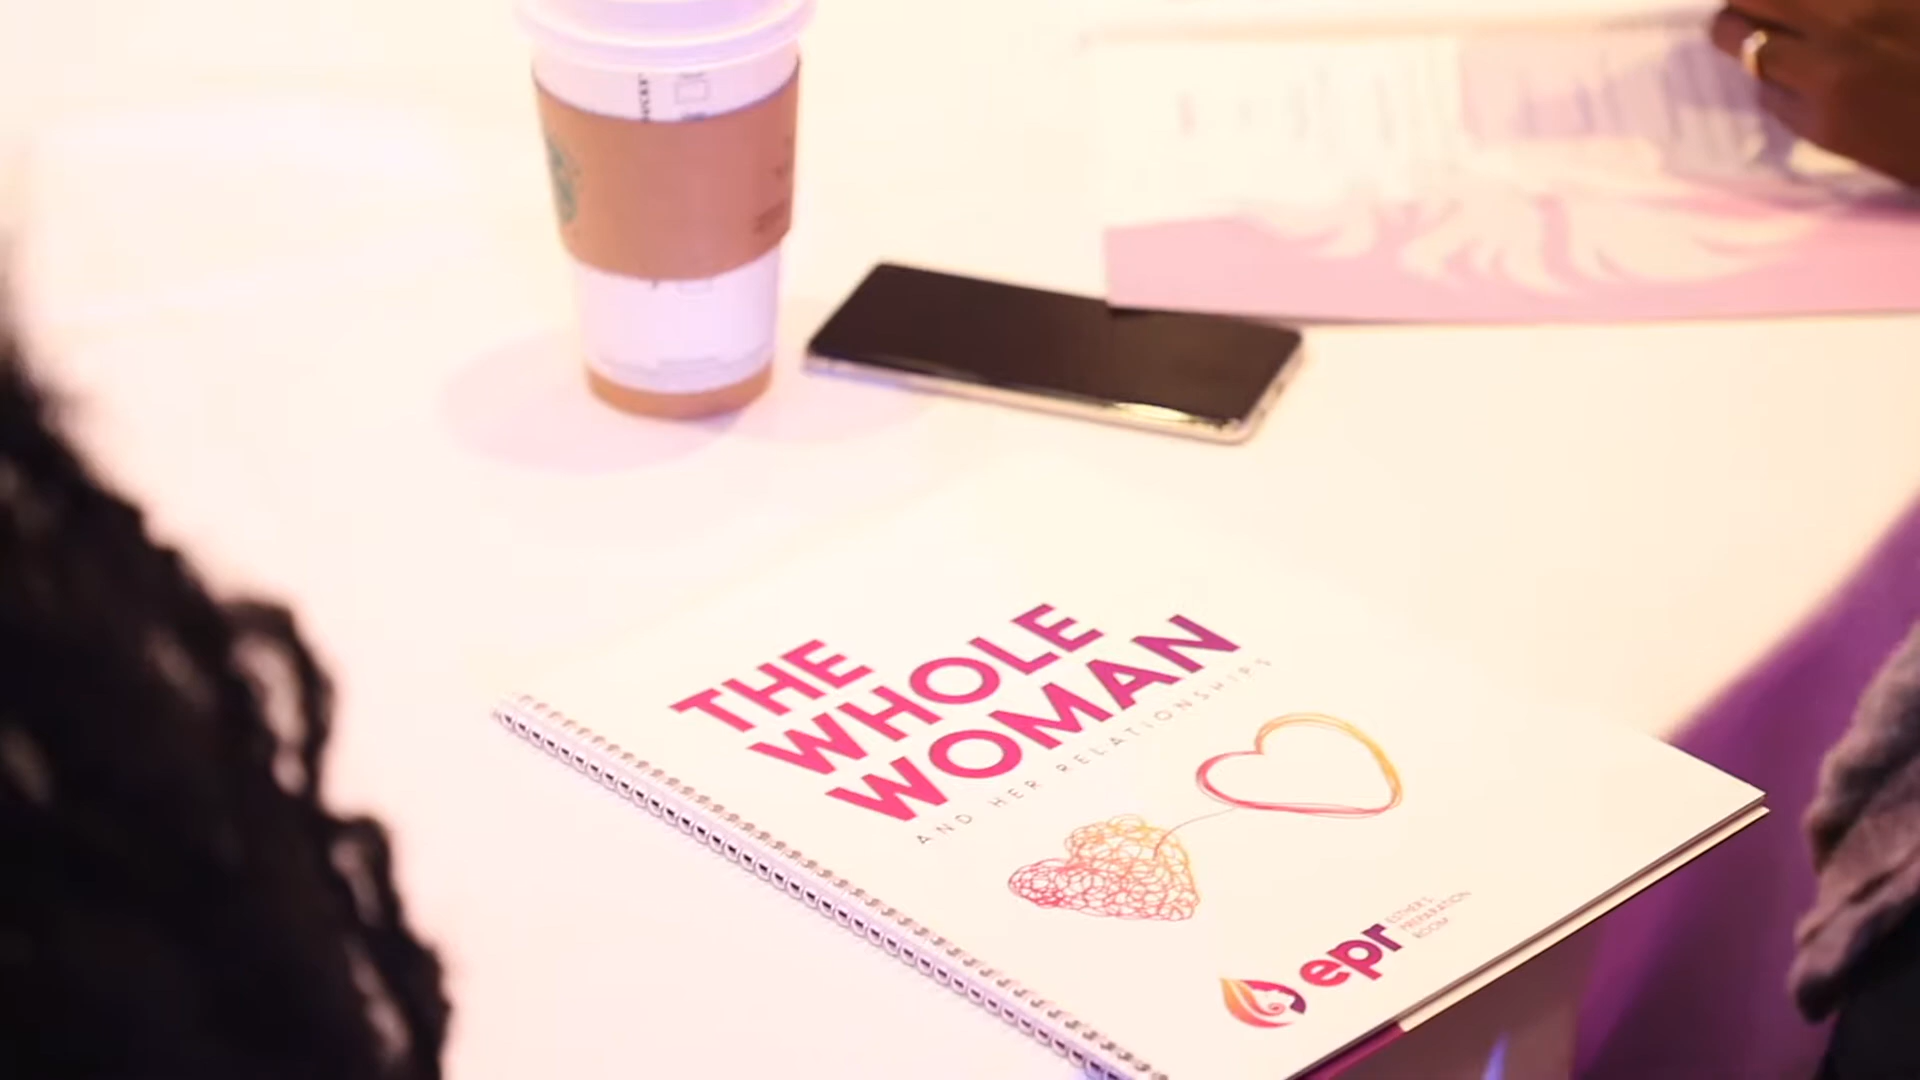 THE
WHOLE
WOMAN
AND HER RELATIONSHIPS
epr
ESTHER'S
PREPARATION
ROOM